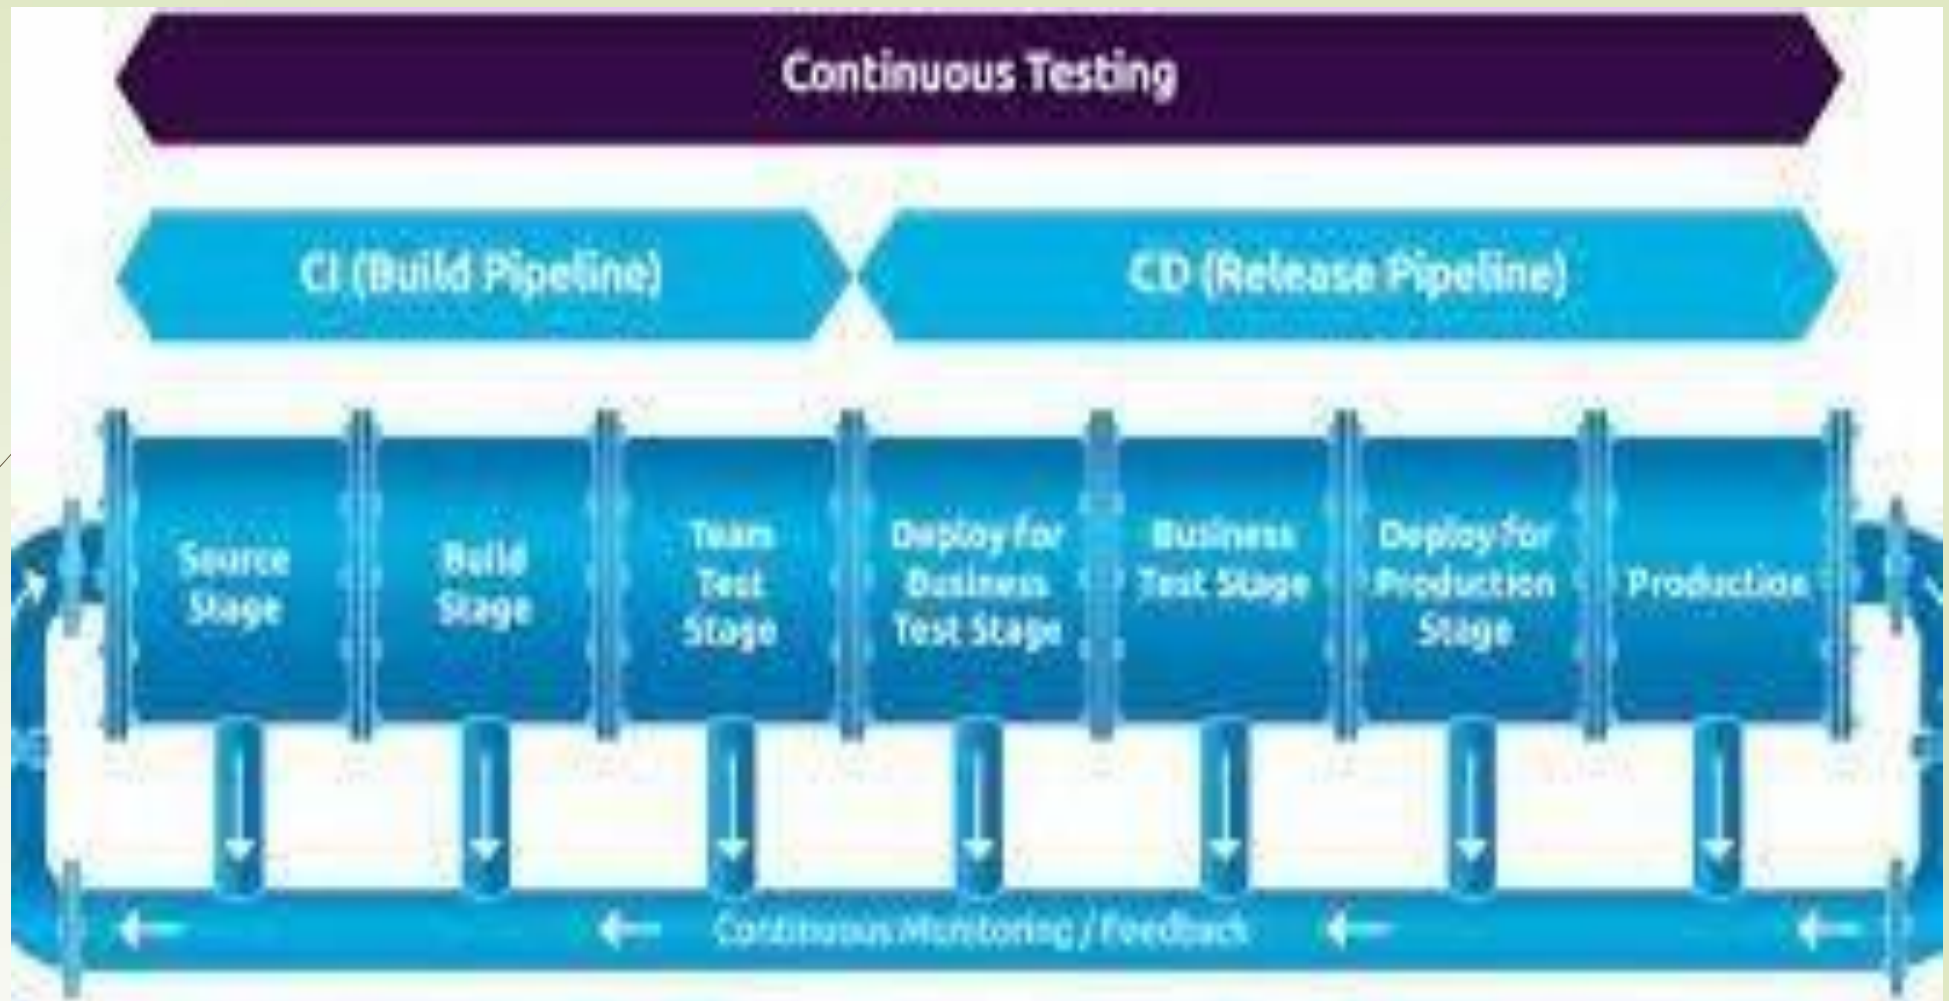 Continuous Testing
CI (Build Pipeline)
CD (Release Pipeline)
Source
Stage
Build
Stage
Team
Test
Stage
Deploy for
Business
Test Stage
Business
Test Stage
Deploy for
Production
Stage
Production
Continuous Monitoring / Feedback